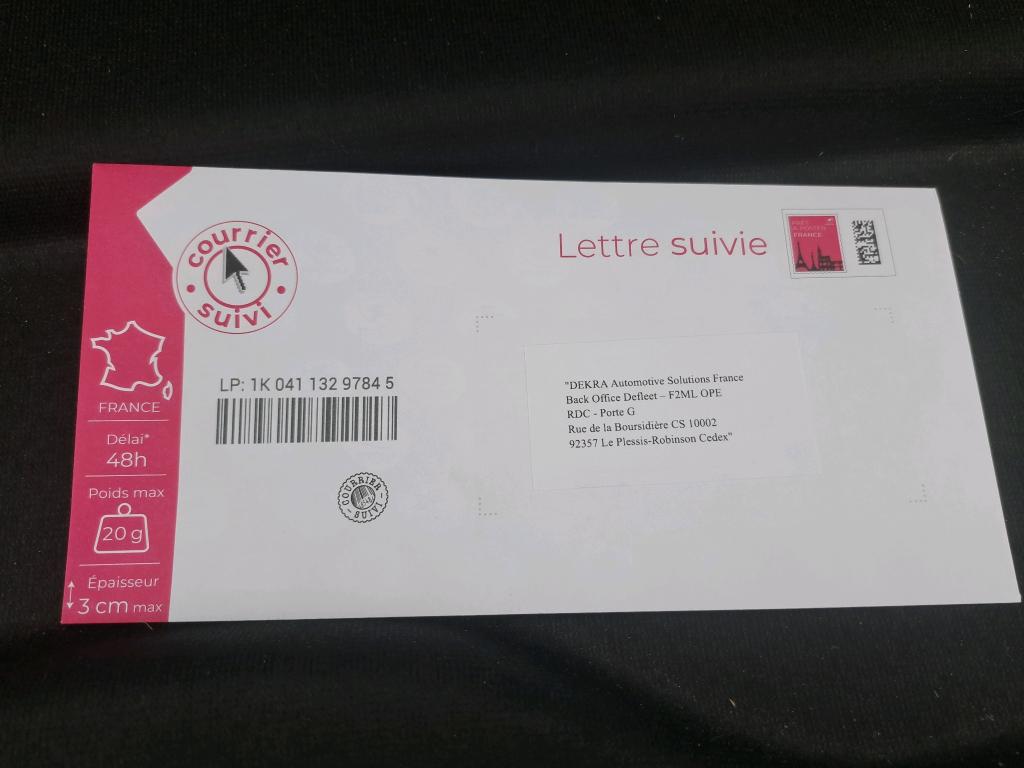 courrier
suivi
Lettre suivie
PRÊT
À POSTER
FRANCE
LP: 1K 041 132 9784 5
FRANCE
Délai*
48h
Poids max
20 g
Épaisseur
3 cm max
"DEKRA Automotive Solutions France
Back Office Defleet – F2ML OPE
RDC - Porte G
Rue de la Boursidière CS 10002
92357 Le Plessis-Robinson Cedex"
COURRIER
SUIVI